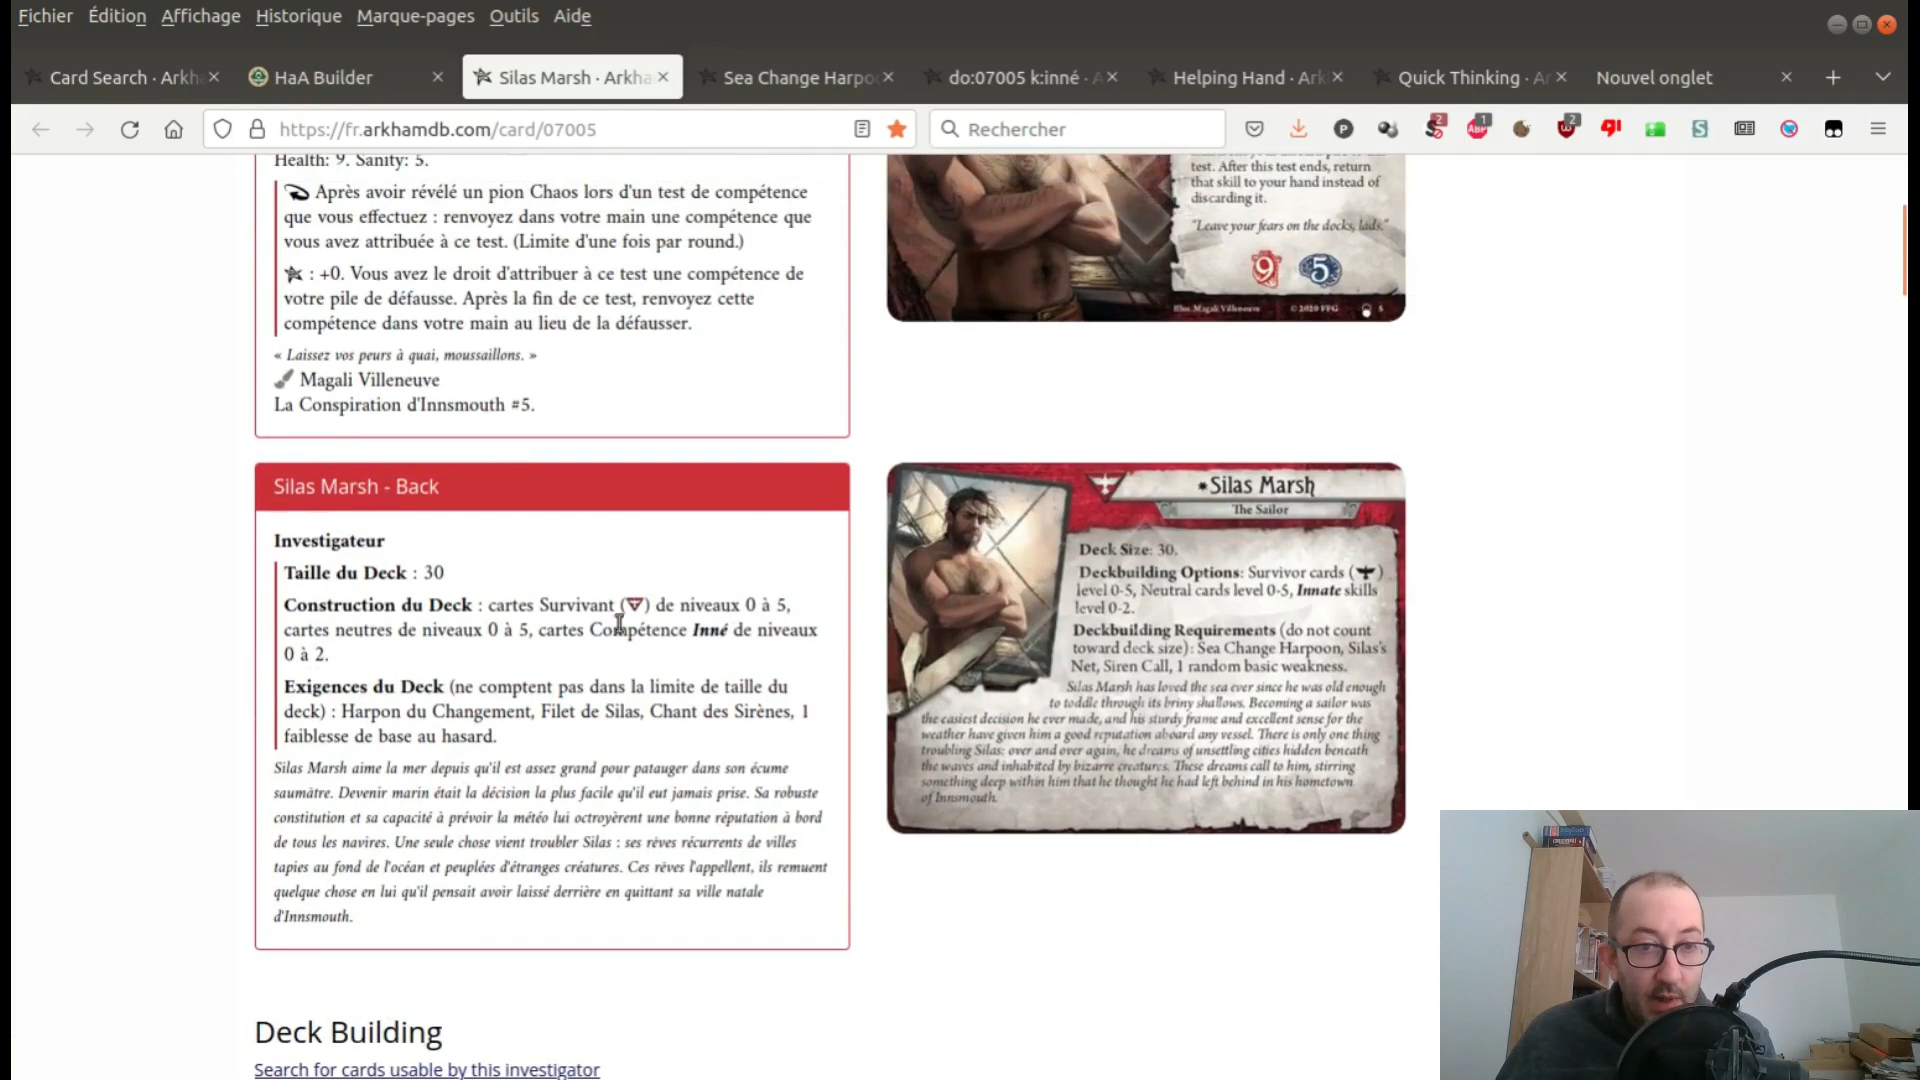 Fichier Édition Affichage Historique Marque-pages Outils Aide
Card Search · Arkh
HaA Builder
Silas Marsh · Arkha
Sea Change Harpo
do:07005 k:inné · A
Helping Hand · Ark
Quick Thinking · Ar
Nouvel onglet
https://fr.arkhamdb.com/card/07005
Rechercher
2
1
2
Health: 9. Sanity: 5.
Après avoir révélé un pion Chaos lors d'un test de compétence
que vous effectuez : renvoyez dans votre main une compétence que
vous avez attribuée à ce test. (Limite d'une fois par round.)
: +0. Vous avez le droit d'attribuer à ce test une compétence de
votre pile de défausse. Après la fin de ce test, renvoyez cette
compétence dans votre main au lieu de la défausser.
« Laissez vos peurs à quai, moussaillons. »
Magali Villeneuve
La Conspiration d'Innsmouth #5.
test. After this test ends, return
that skill to your hand instead of
discarding it.
"Leave your fears on the docks, lads."
9 5
Illus. Magali Villeneuve ©2020 FFG 5
Silas Marsh - Back
Investigateur
Taille du Deck : 30
Construction du Deck : cartes Survivant ( ) de niveaux 0 à 5,
cartes neutres de niveaux 0 à 5, cartes Compétence Inné de niveaux
0 à 2.
Exigences du Deck (ne comptent pas dans la limite de taille du
deck) : Harpon du Changement, Filet de Silas, Chant des Sirènes, 1
faiblesse de base au hasard.
Silas Marsh aime la mer depuis qu'il est assez grand pour patauger dans son écume
saumâtre. Devenir marin était la décision la plus facile qu'il eut jamais prise. Sa robuste
constitution et sa capacité à prévoir la météo lui octroyèrent une bonne réputation à bord
de tous les navires. Une seule chose vient troubler Silas : ses rêves récurrents de villes
tapies au fond de l'océan et peuplées d'étranges créatures. Ces rêves l'appellent, ils remuent
quelque chose en lui qu'il pensait avoir laissé derrière en quittant sa ville natale
d'Innsmouth.
Silas Marsh
The Sailor
Deck Size: 30.
Deckbuilding Options: Survivor cards ( )
level 0-5, Neutral cards level 0-5, Innate skills
level 0-2.
Deckbuilding Requirements (do not count
toward deck size): Sea Change Harpoon, Silas's
Net, Siren Call, 1 random basic weakness.
Silas Marsh has loved the sea ever since he was old enough
to toddle through its briny shallows. Becoming a sailor was
the easiest decision he ever made, and his sturdy frame and excellent sense for the
weather have given him a good reputation aboard any vessel. There is only one thing
troubling Silas: over and over again, he dreams of unsettling cities hidden beneath
the waves and inhabited by bizarre creatures. These dreams call to him, stirring
something deep within him that he thought he had left behind in his hometown
of Innsmouth.
Deck Building
Search for cards usable by this investigator